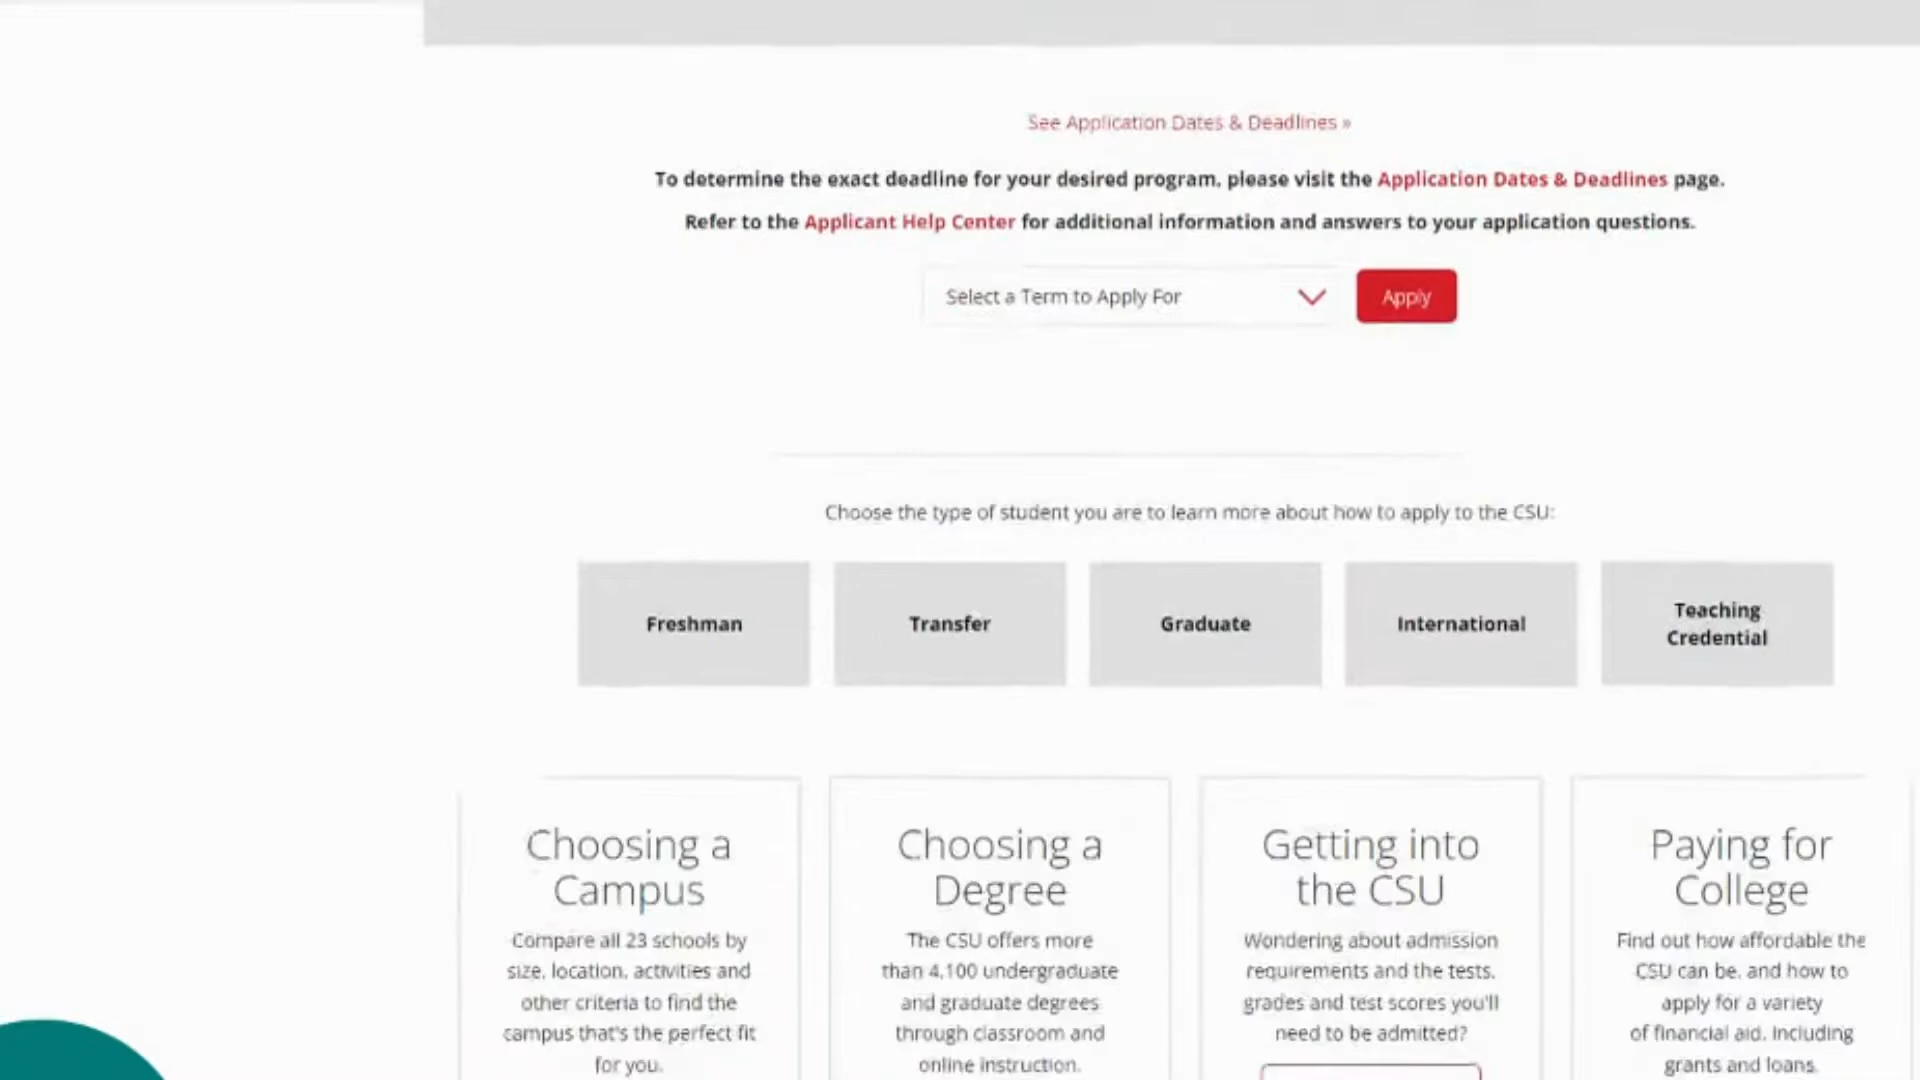 See Application Dates & Deadlines »
To determine the exact deadline for your desired program, please visit the Application Dates & Deadlines page.
Refer to the Applicant Help Center for additional information and answers to your application questions.
Select a Term to Apply For
Apply
Choose the type of student you are to learn more about how to apply to the CSU:
Freshman
Transfer
Graduate
International
Teaching
Credential
Choosing a
Campus
Compare all 23 schools by
size, location, activities and
other criteria to find the
campus that's the perfect fit
for you.
Choosing a
Degree
The CSU offers more
than 4,100 undergraduate
and graduate degrees
through classroom and
online instruction.
Getting into
the CSU
Wondering about admission
requirements and the tests,
grades and test scores you'll
need to be admitted?
Paying for
College
Find out how affordable the
CSU can be, and how to
apply for a variety
of financial aid, including
grants and loans.